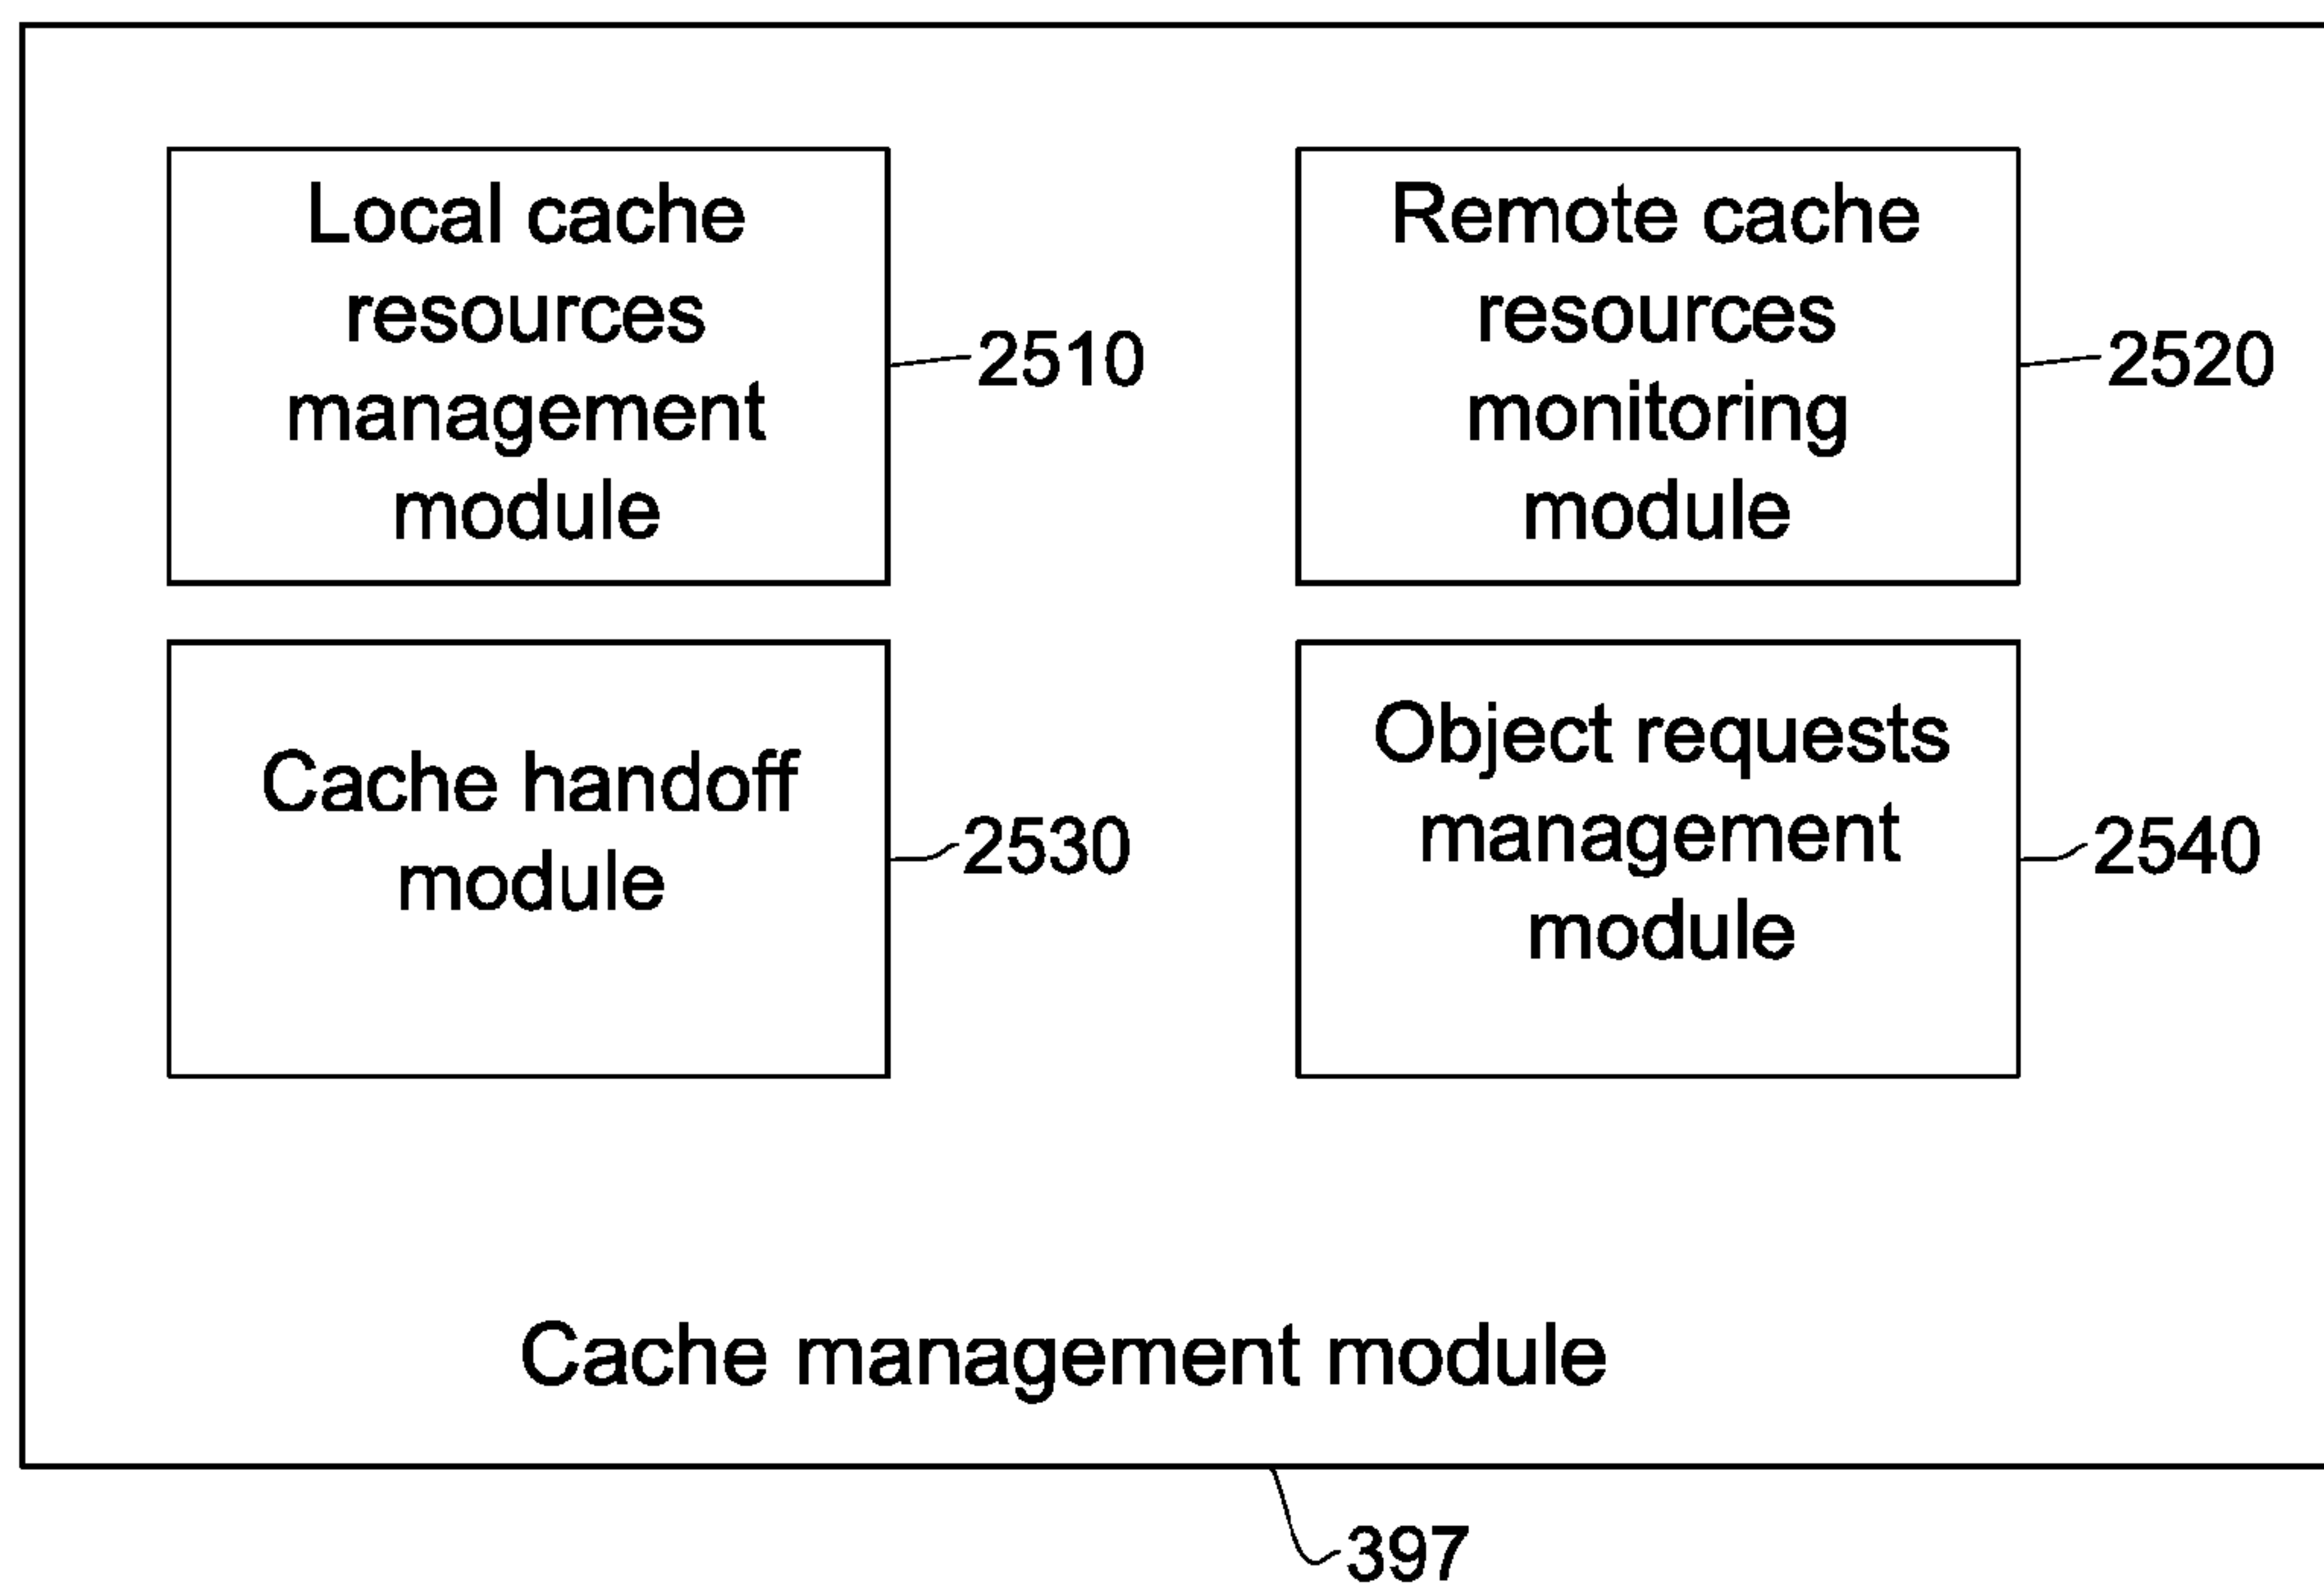 Local cache
resources
management
module
2510
Remote cache
resources
monitoring
module
2520
Cache handoff
module
2530
Object requests
management
module
2540
Cache management module
397